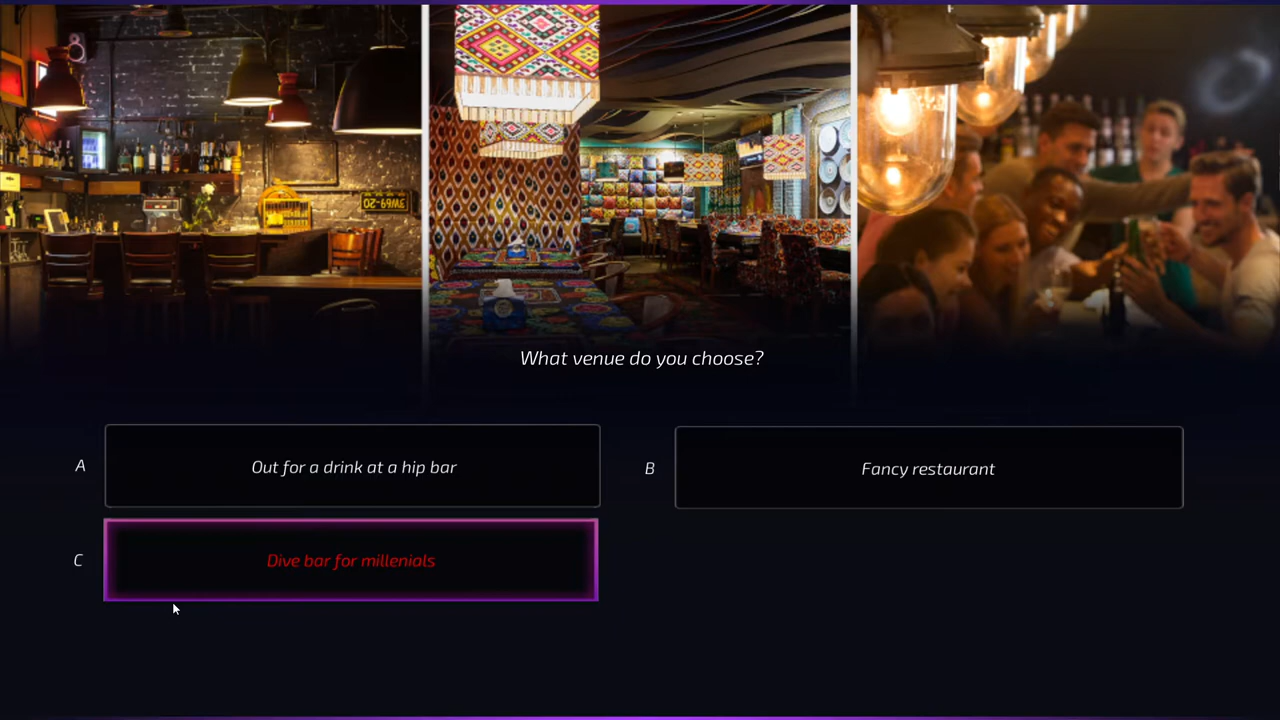 What venue do you choose?
A
Out for a drink at a hip bar
B
Fancy restaurant
C
Dive bar for millenials